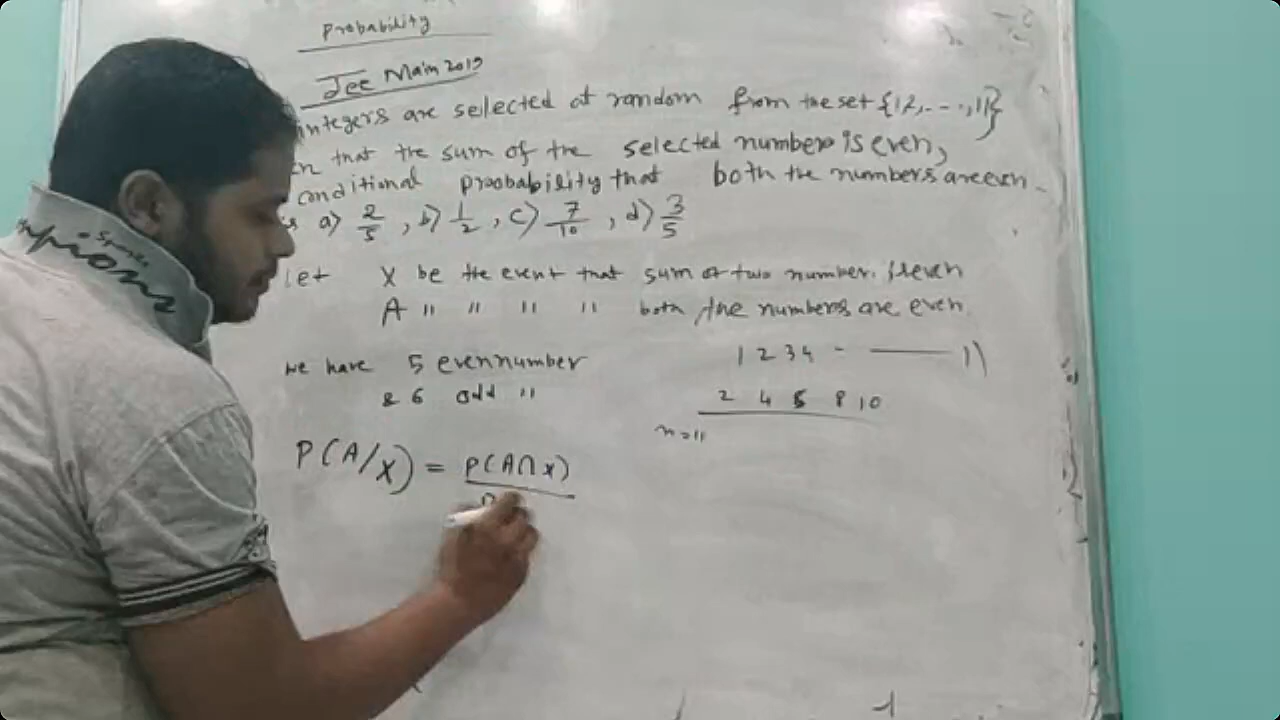 Probability
Jee Main 2019
integers are selected at random from the set {1,2,....,11}
en that the sum of the selected numbers is even,
conditional probability that both the numbers are even
is a) 2/5 , b) 1/2 , c) 7/10 , d) 3/5
Let X be the event that sum of two number is even
A " " " " both the numbers are even
we have 5 even number
& 6 odd "
1 2 3 4 - —— 11
2 4 6 8 10
n=11
P(A/X) = P(A∩X)